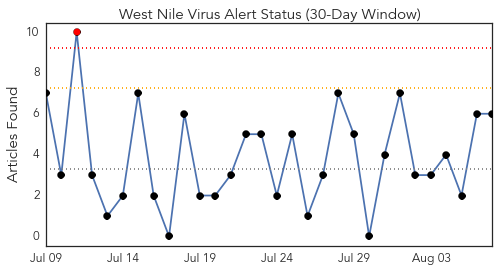 West Nile Virus Alert Status (30-Day Window)
Articles Found
10
8
6
4
2
0
Jul 09 Jul 14 Jul 19 Jul 24 Jul 29 Aug 03